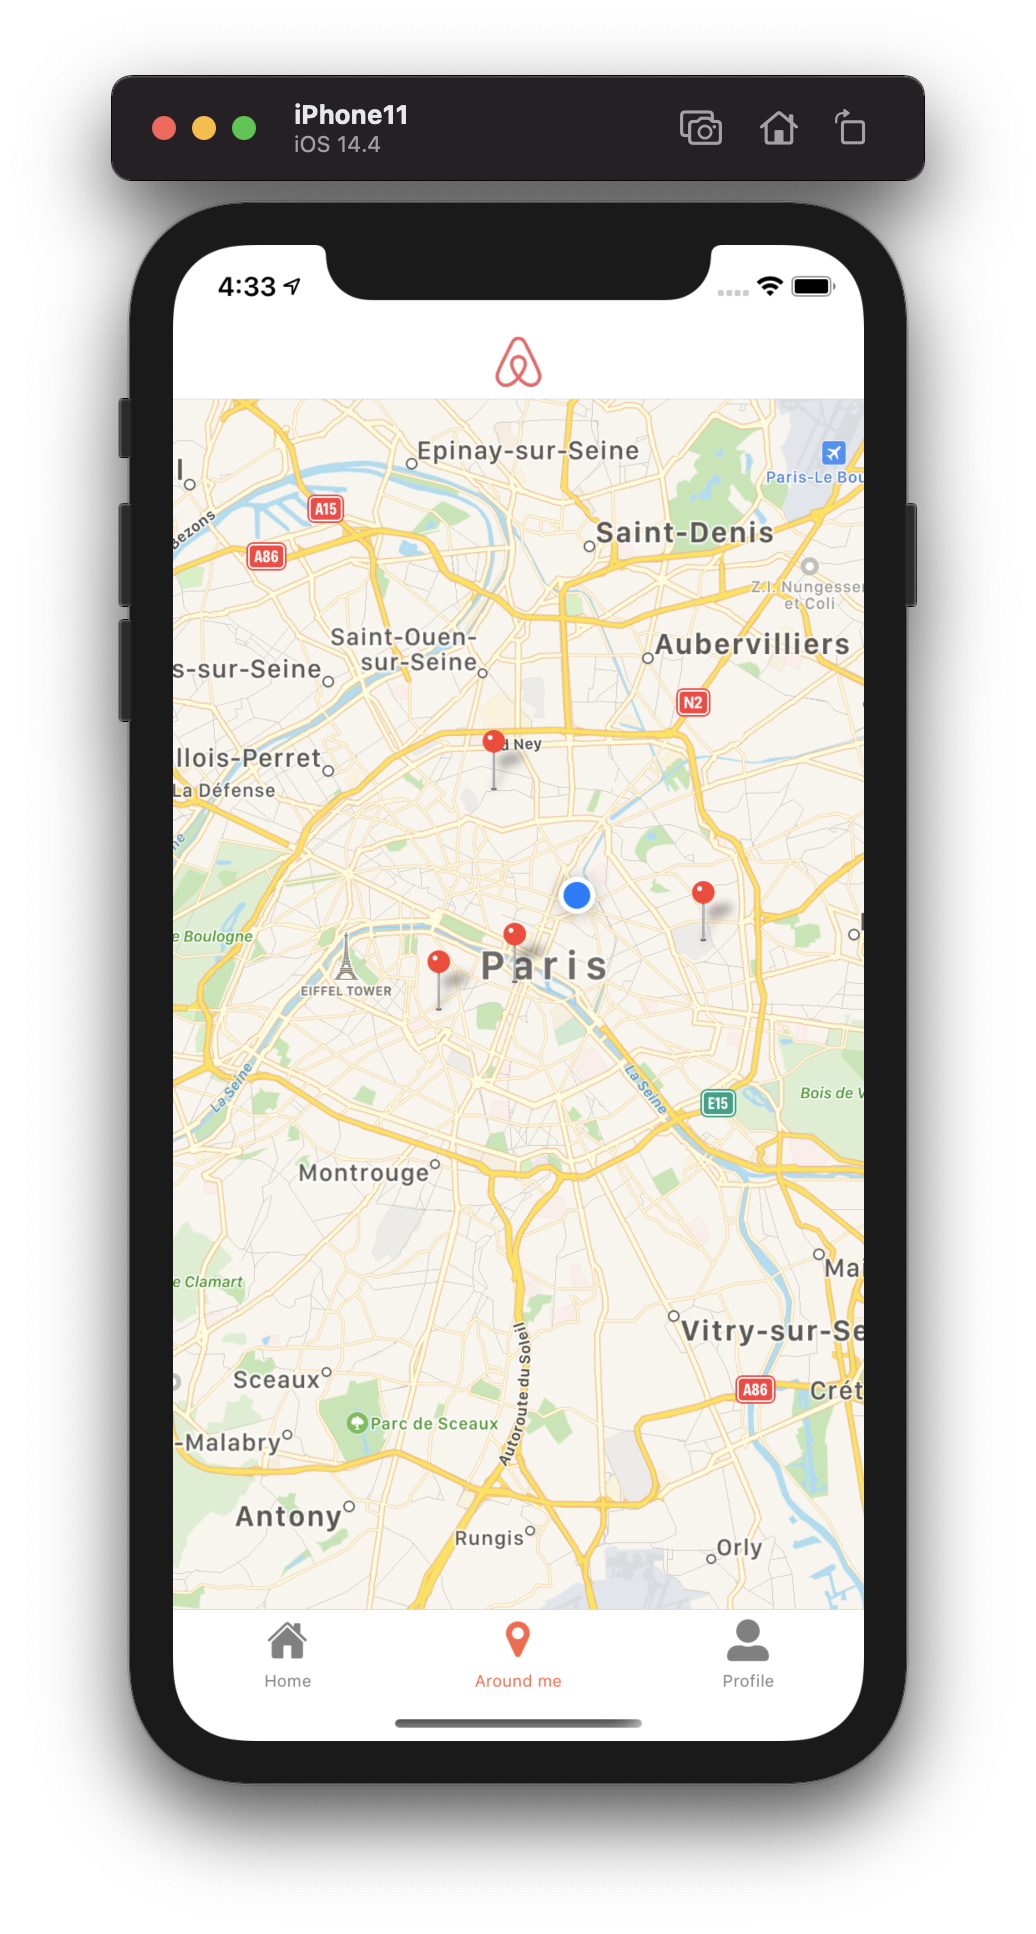 iPhone11
iOS 14.4
4:33
Epinay-sur-Seine
Bezons
A15
Paris-Le Bou
A86
Saint-Denis
Z.I. Nungesser
et Coli
Saint-Ouen-
sur-Seine
Aubervilliers
s-sur-Seine
N2
d Ney
llois-Perret
La Défense
e Boulogne
Paris
EIFFEL TOWER
La Seine
La Seine
E15
Bois de V
Montrouge
e Clamart
Mai
Vitry-sur-Se
Autoroute du Soleil
Sceaux
A86
Crét
Parc de Sceaux
-Malabry
Antony
Rungis
Orly
Home
Around me
Profile